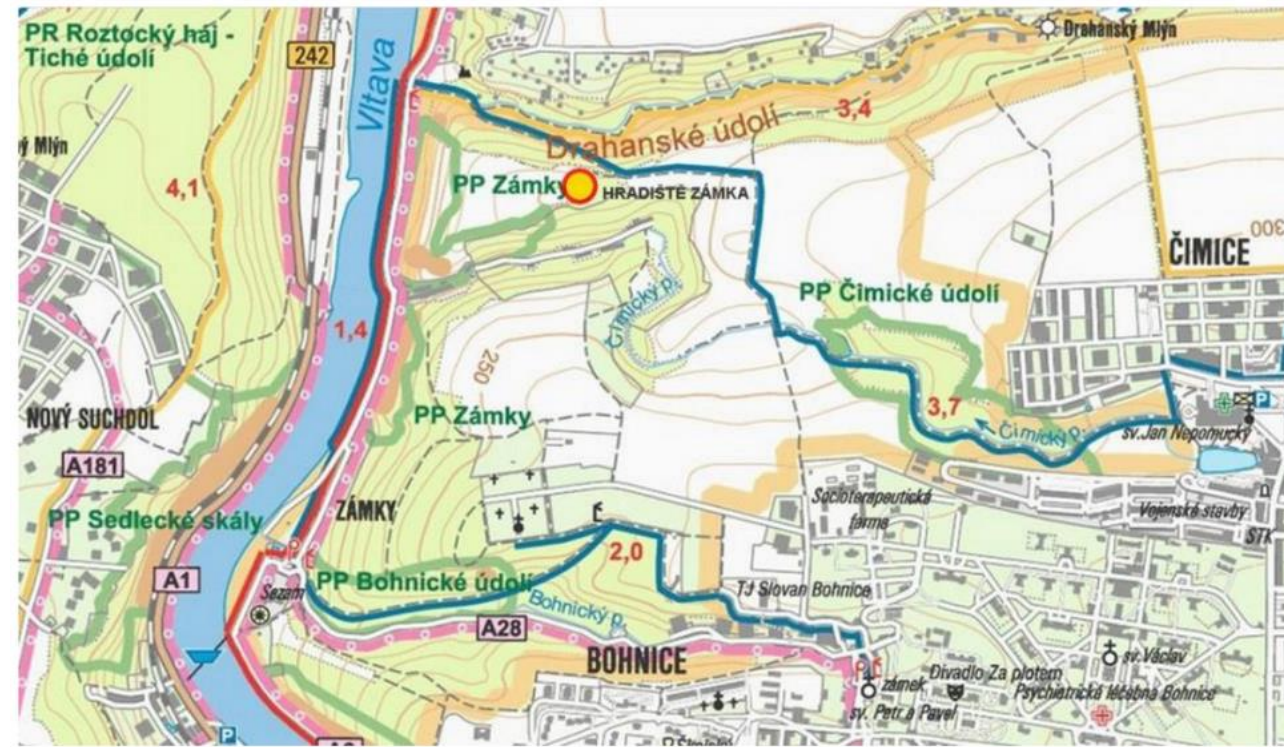 PR Roztocký háj -
Tiché údolí
242
Vltava
Drahanský Mlýn
ý Mlýn
4,1
Drahanské údolí
3,4
PP Zámky
HRADIŠTĚ ZÁMKA
300
ČIMICE
Čimický p.
PP Čimické údolí
1,4
250
NOVÝ SUCHDOL
PP Zámky
3,7
Čimický p.
sv.Jan Nepomucký
P
A181
PP Sedlecké skály
ZÁMKY
Socioterapeutická
farma
Vojenské stavby
STK
2,0
A1
PP Bohnické údolí
Sezam
TJ Slovan Bohnice
Bohnický p.
A28
BOHNICE
sv.Václav
zámek
Divadlo Za plotem
Psychiatrická léčebna Bohnice
sv. Petr a Pavel
P